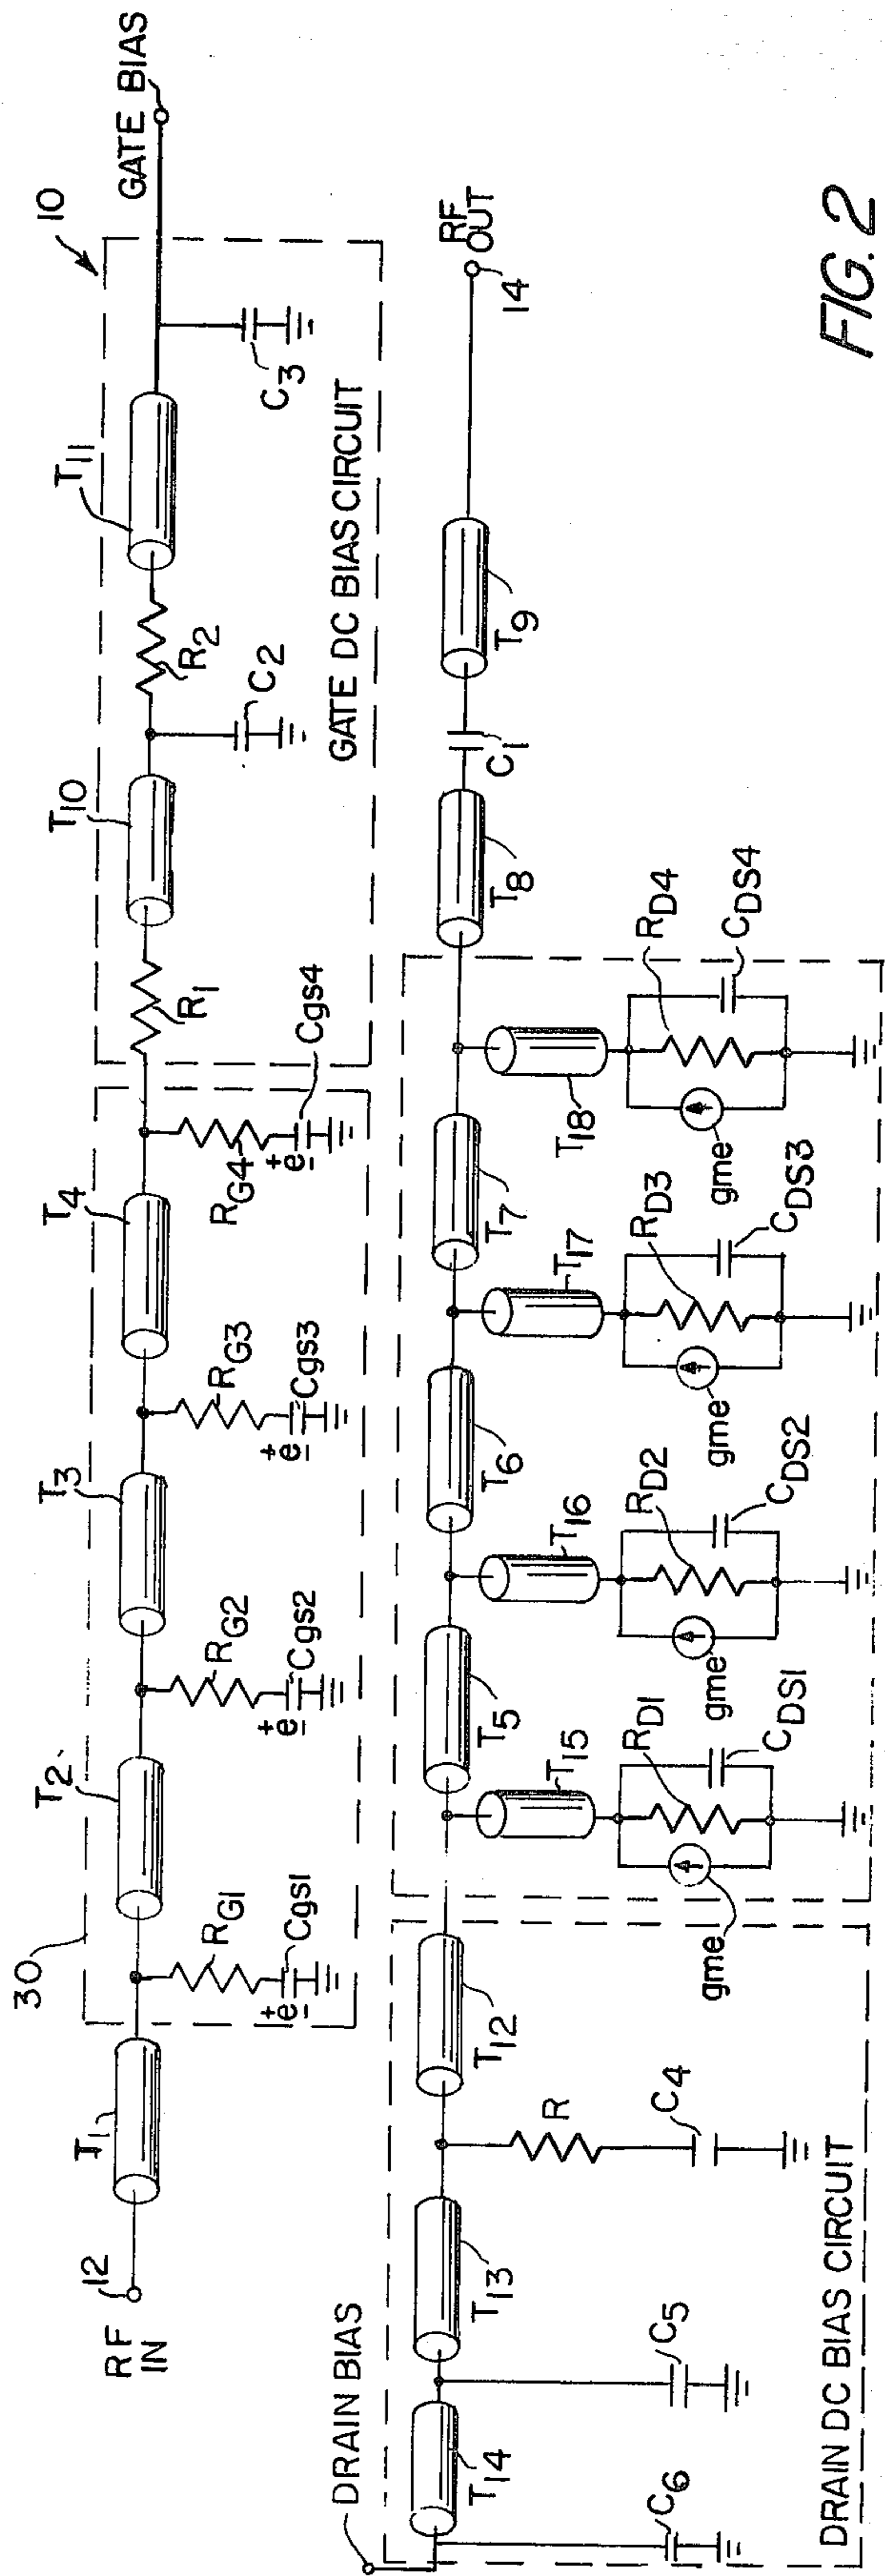 10
GATE BIAS
30
T1
T2
T3
T4
R1
T10
R2
T11
RF IN
12
RG1
RG2
RG3
RG4
C2
C3
+
e
-
Cgs1
+
e
-
Cgs2
+
e
-
Cgs3
+
e
-
Cgs4
GATE DC BIAS CIRCUIT
DRAIN BIAS
RF OUT
14
T14
T13
T12
T5
T6
T7
T8
C1
T9
R
T15
T16
T17
T18
C6
C5
C4
gme
RD1
CDS1
gme
RD2
CDS2
gme
RD3
CDS3
gme
RD4
CDS4
DRAIN DC BIAS CIRCUIT
FIG. 2